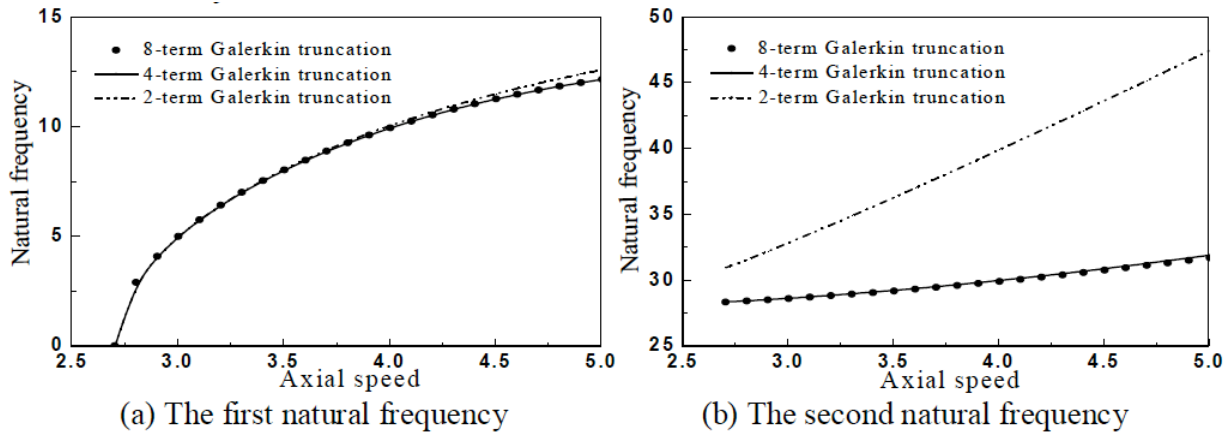 15
8-term Galerkin truncation
4-term Galerkin truncation
2-term Galerkin truncation
10
5
0
Natural frequency
2.5 3.0 3.5 4.0 4.5 5.0
Axial speed
(a) The first natural frequency
50
8-term Galerkin truncation
4-term Galerkin truncation
2-term Galerkin truncation
45
40
35
30
25
Natural frequency
2.5 3.0 3.5 4.0 4.5 5.0
Axial speed
(b) The second natural frequency